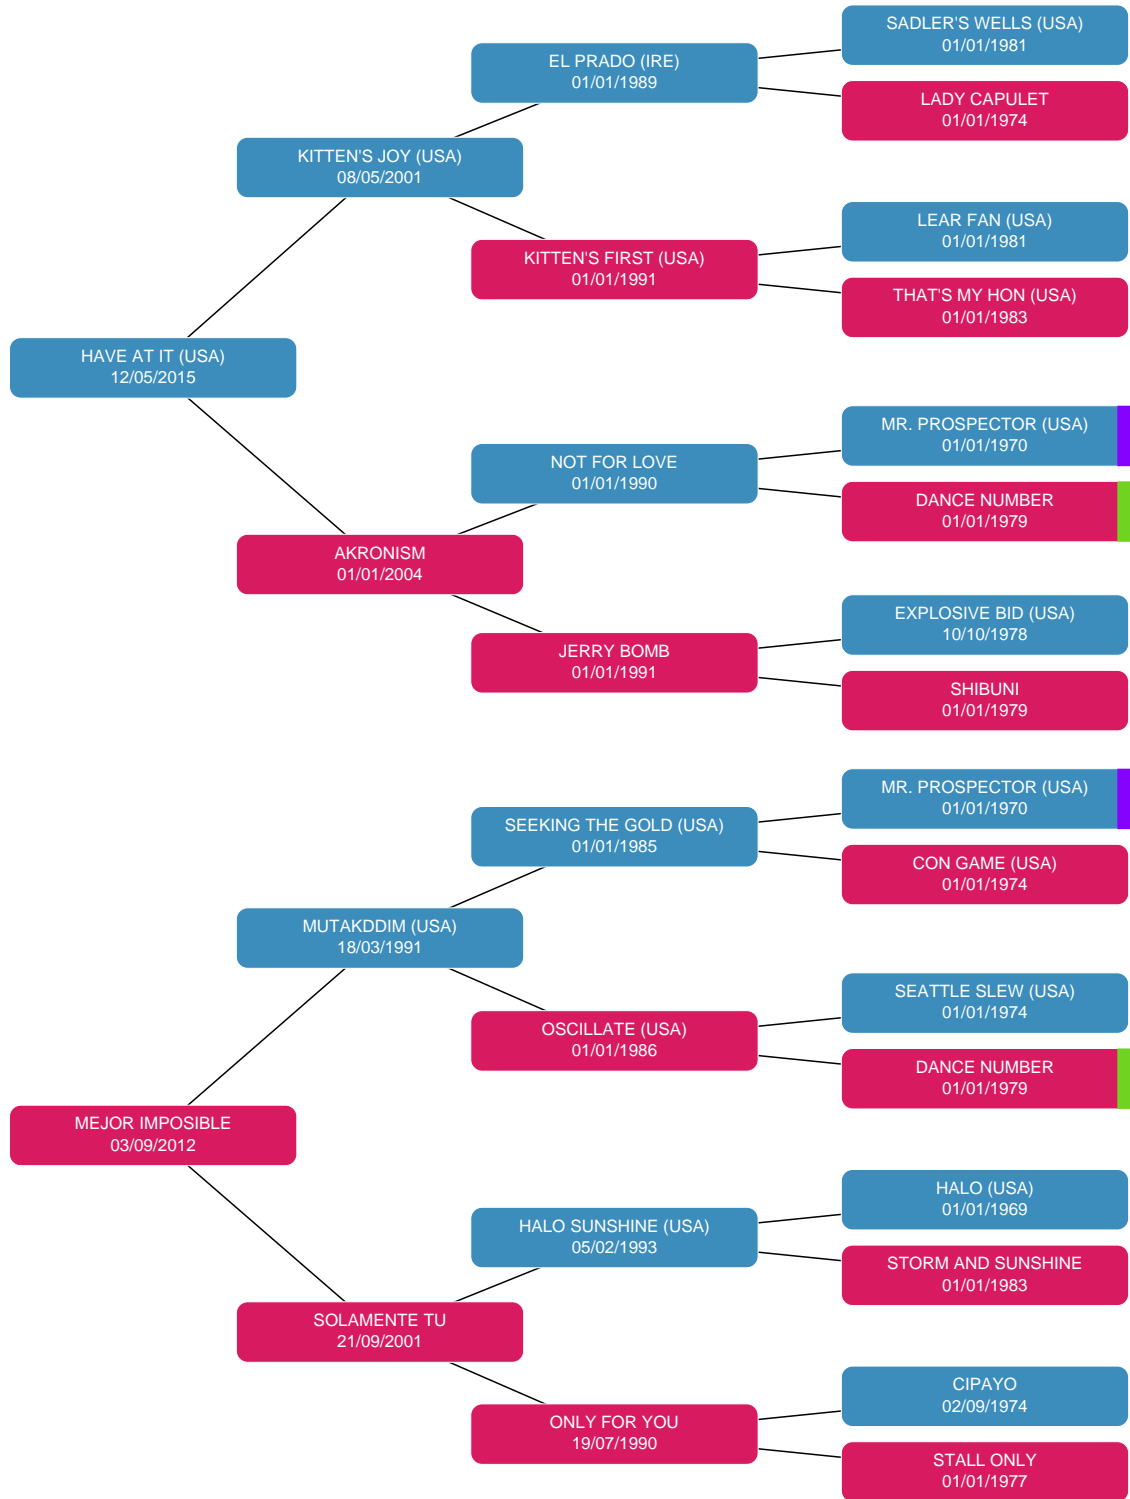 SADLER'S WELLS (USA)
01/01/1981
EL PRADO (IRE)
01/01/1989
LADY CAPULET
01/01/1974
KITTEN'S JOY (USA)
08/05/2001
LEAR FAN (USA)
01/01/1981
KITTEN'S FIRST (USA)
01/01/1991
THAT'S MY HON (USA)
01/01/1983
HAVE AT IT (USA)
12/05/2015
MR. PROSPECTOR (USA)
01/01/1970
NOT FOR LOVE
01/01/1990
DANCE NUMBER
01/01/1979
AKRONISM
01/01/2004
EXPLOSIVE BID (USA)
10/10/1978
JERRY BOMB
01/01/1991
SHIBUNI
01/01/1979
MR. PROSPECTOR (USA)
01/01/1970
SEEKING THE GOLD (USA)
01/01/1985
CON GAME (USA)
01/01/1974
MUTAKDDIM (USA)
18/03/1991
SEATTLE SLEW (USA)
01/01/1974
OSCILLATE (USA)
01/01/1986
DANCE NUMBER
01/01/1979
MEJOR IMPOSIBLE
03/09/2012
HALO (USA)
01/01/1969
HALO SUNSHINE (USA)
05/02/1993
STORM AND SUNSHINE
01/01/1983
SOLAMENTE TU
21/09/2001
CIPAYO
02/09/1974
ONLY FOR YOU
19/07/1990
STALL ONLY
01/01/1977